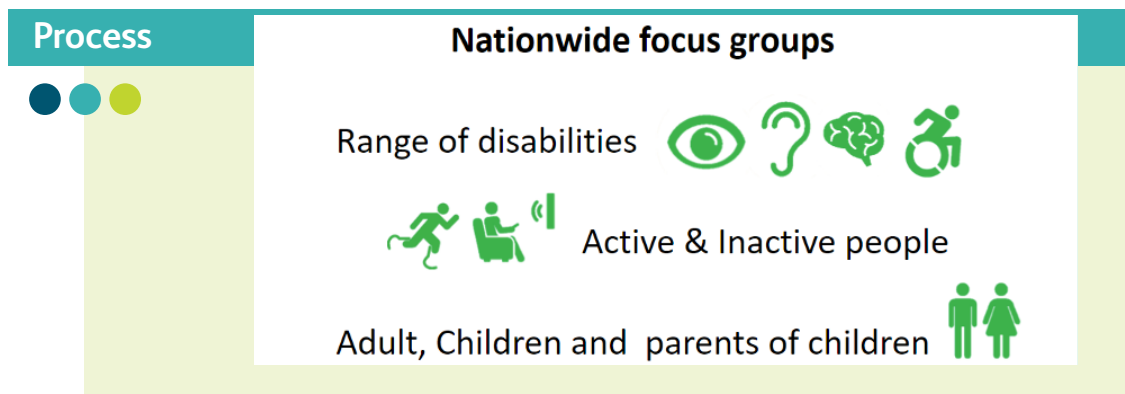 Process
Nationwide focus groups
Range of disabilities
Active & Inactive people
Adult, Children and parents of children